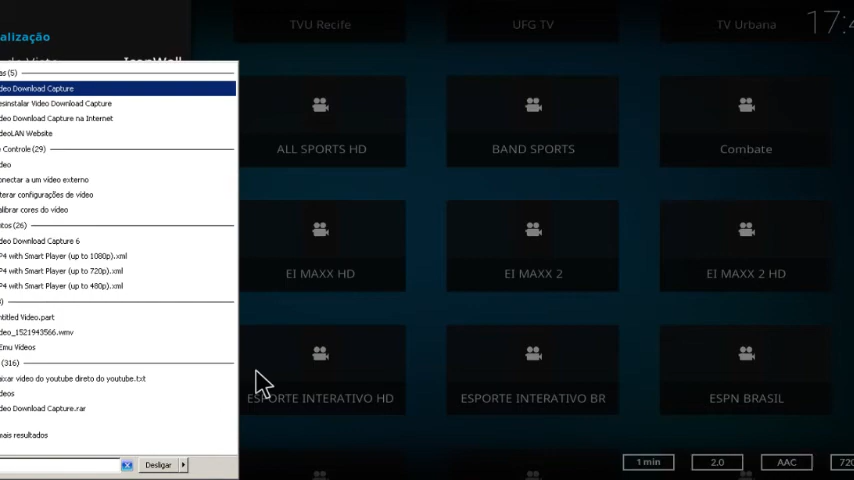 alização
TVU Recife
UFG TV
TV Urbana
17:4
as (5)
deo Download Capture
esinstalar Video Download Capture
deo Download Capture na Internet
deoLAN Website
e Controle (29)
deo
onectar a um vídeo externo
terar configurações de vídeo
alibrar cores do vídeo
ntos (26)
deo Download Capture 6
P4 with Smart Player (up to 1080p).xml
P4 with Smart Player (up to 720p).xml
P4 with Smart Player (up to 480p).xml
ntitled Video.part
deo_1521943566.wmv
Emu Videos
(316)
aixar video do youtube direto do youtube.txt
deos
deo Download Capture.rar
mais resultados
Desligar
ALL SPORTS HD
BAND SPORTS
Combate
EI MAXX HD
EI MAXX 2
EI MAXX 2 HD
ESPORTE INTERATIVO HD
ESPORTE INTERATIVO BR
ESPN BRASIL
1 min
2.0
AAC
720